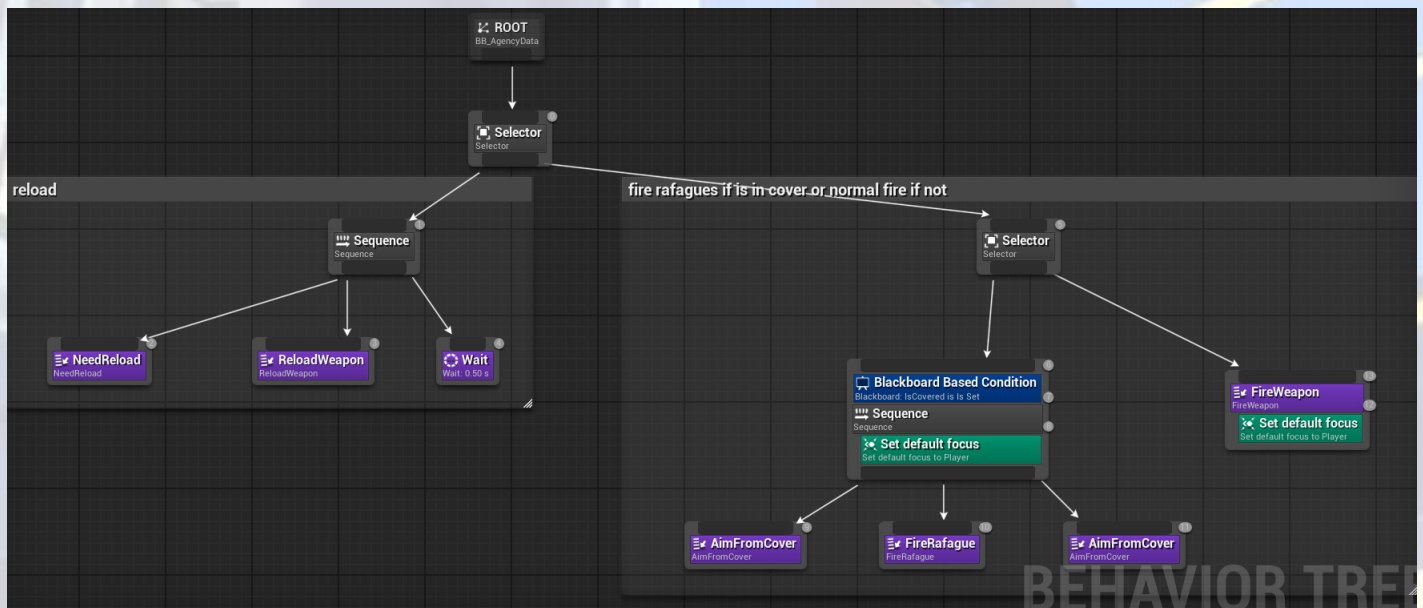 ROOT
BB_AgencyData
Selector
Selector
reload
fire rafagues if is in cover or normal fire if not
Sequence
Sequence
Selector
Selector
NeedReload
NeedReload
ReloadWeapon
ReloadWeapon
Wait
Wait: 0.50 s
Blackboard Based Condition
Blackboard: IsCovered is Is Set
Sequence
Sequence
Set default focus
Set default focus to Player
FireWeapon
FireWeapon
Set default focus
Set default focus to Player
AimFromCover
AimFromCover
FireRafague
FireRafague
AimFromCover
AimFromCover
BEHAVIOR TREE